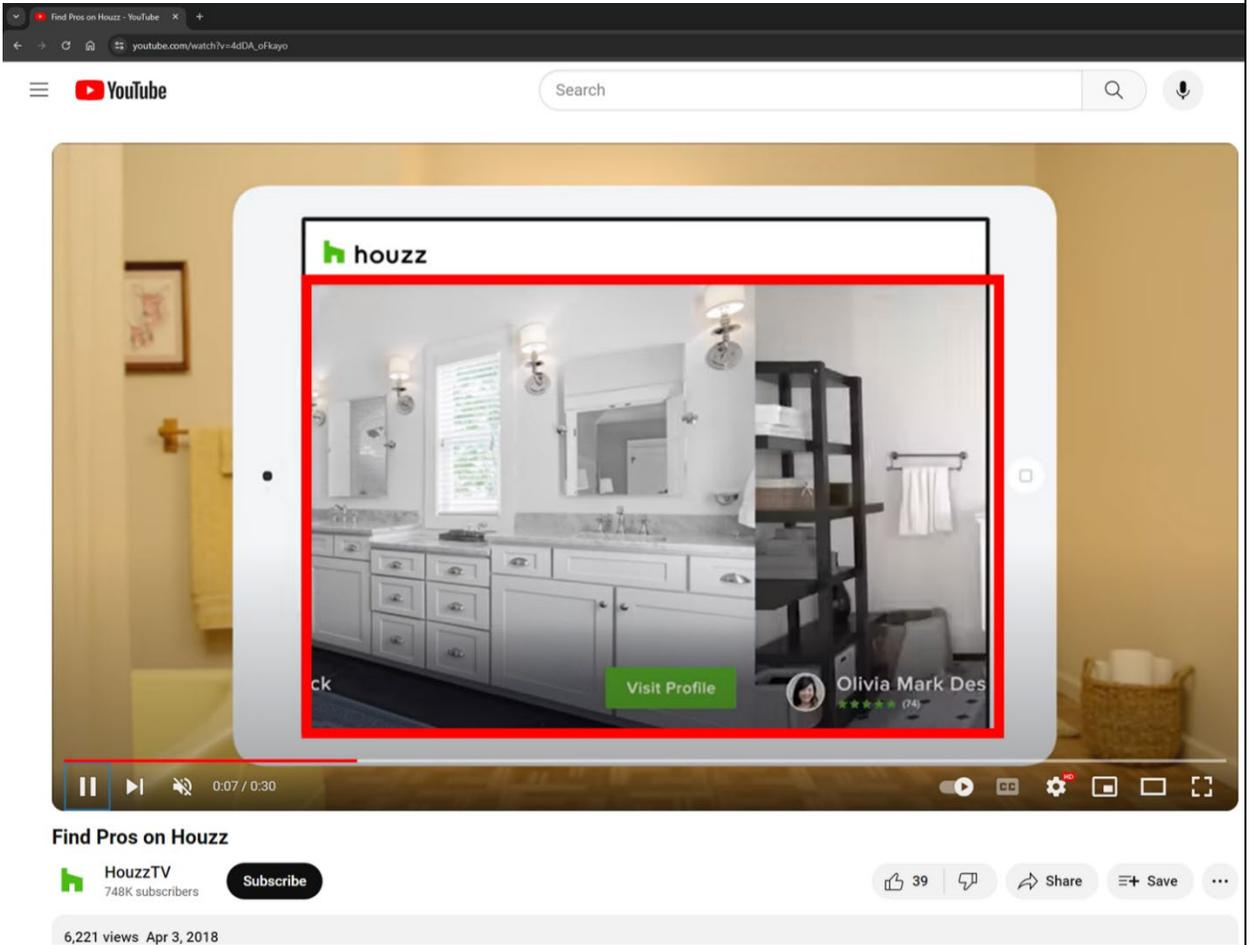 Find Pros on Houzz - YouTube
youtube.com/watch?v=4dDA_oFkayo
YouTube
Search
houzz
ck
Visit Profile
Olivia Mark Des
(74)
0:07 / 0:30
CC
HD
Find Pros on Houzz
HouzzTV
748K subscribers
Subscribe
39
Share
Save
6,221 views Apr 3, 2018